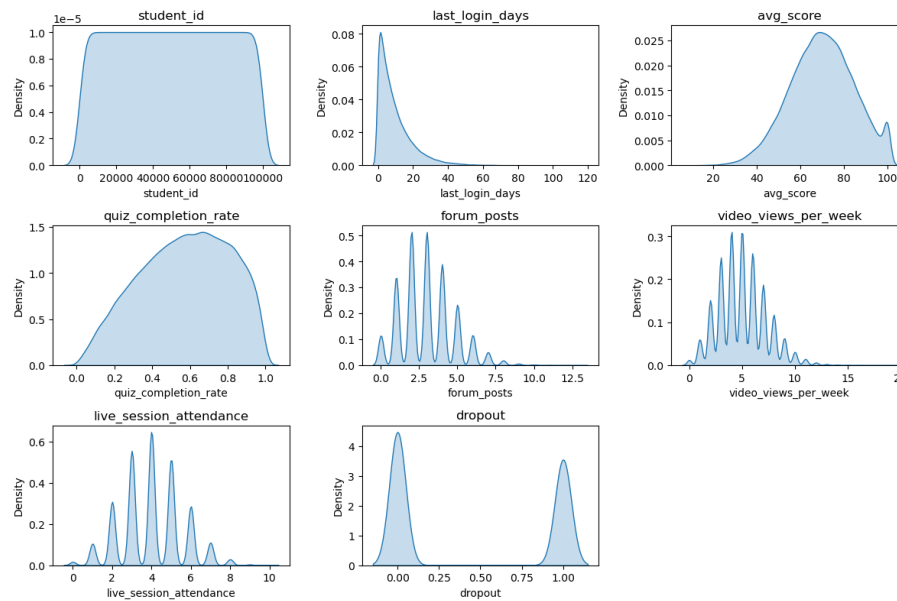 student_id
1e−5
1.0
0.8
0.6
0.4
0.2
0.0
Density
0 20000 40000 60000 80000100000
student_id
last_login_days
0.08
0.06
0.04
0.02
0.00
Density
0 20 40 60 80 100 120
last_login_days
avg_score
0.025
0.020
0.015
0.010
0.005
0.000
Density
20 40 60 80 100
avg_score
quiz_completion_rate
1.5
1.0
0.5
0.0
Density
0.0 0.2 0.4 0.6 0.8 1.0
quiz_completion_rate
forum_posts
0.5
0.4
0.3
0.2
0.1
0.0
Density
0.0 2.5 5.0 7.5 10.0 12.5
forum_posts
video_views_per_week
0.3
0.2
0.1
0.0
Density
0 5 10 15
video_views_per_week
live_session_attendance
0.6
0.4
0.2
0.0
Density
0 2 4 6 8 10
live_session_attendance
dropout
4
3
2
1
0
Density
0.00 0.25 0.50 0.75 1.00
dropout